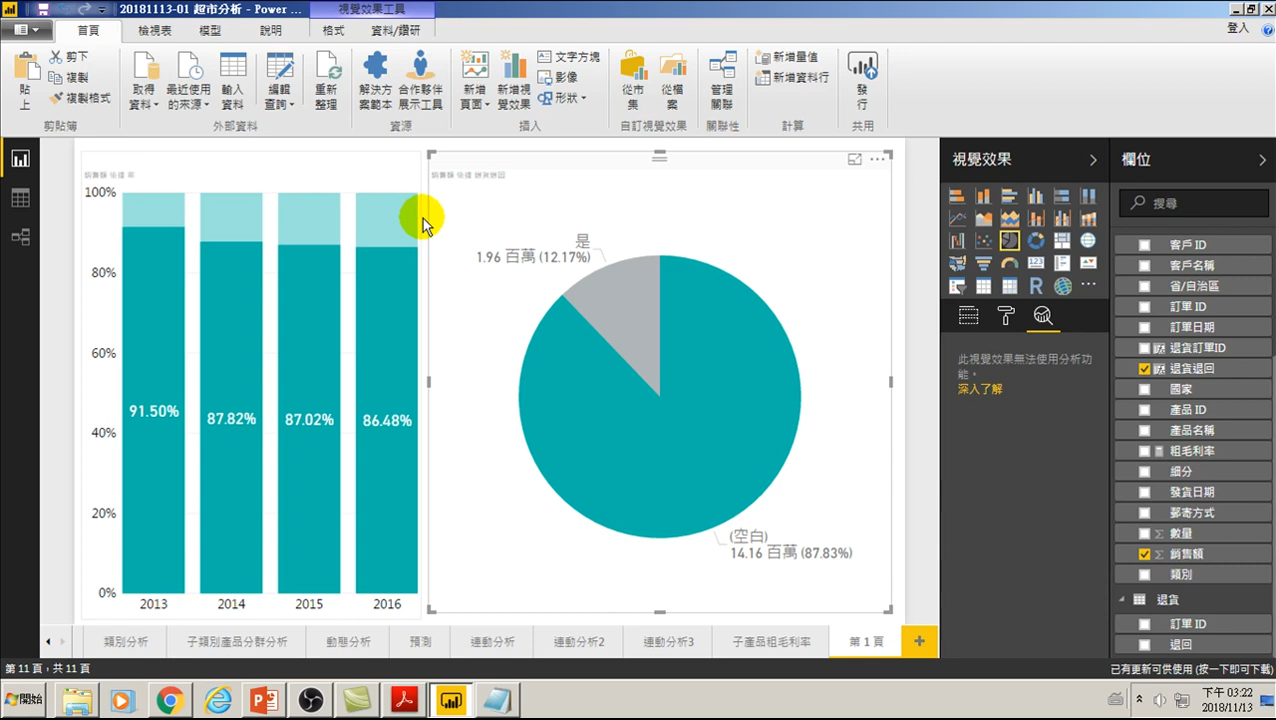 20181113-01 超市分析 - Power ...
視覺效果工具
首頁
檢視表
模型
說明
格式
資料/鑽研
登入
貼上
剪下
複製
複製格式
剪貼簿
取得資料
最近使用的來源
輸入資料
編輯查詢
重新整理
外部資料
解決方案範本
合作夥伴展示工具
資源
新增頁面
新增視覺效果
文字方塊
影像
形狀
插入
從市集
從檔案
自訂視覺效果
管理關聯
關聯性
新增量值
新增資料行
計算
發行
共用
100%
80%
60%
40%
20%
0%
91.50%
87.82%
87.02%
86.48%
2013
2014
2015
2016
是
1.96 百萬 (12.17%)
(空白)
14.16 百萬 (87.83%)
視覺效果
123
R
此視覺效果無法使用分析功能。
深入了解
欄位
搜尋
客戶 ID
客戶名稱
省/自治區
訂單 ID
訂單日期
退貨訂單ID
退貨退回
國家
產品 ID
產品名稱
粗毛利率
細分
發貨日期
郵寄方式
數量
銷售額
類別
退貨
訂單 ID
退回
類別分析
子類別產品分群分析
動態分析
預測
連動分析
連動分析2
連動分析3
子產品粗毛利率
第 1 頁
第 11 頁，共 11 頁
已有更新可供使用 (按一下即可下載)
開始
下午 03:22
2018/11/13